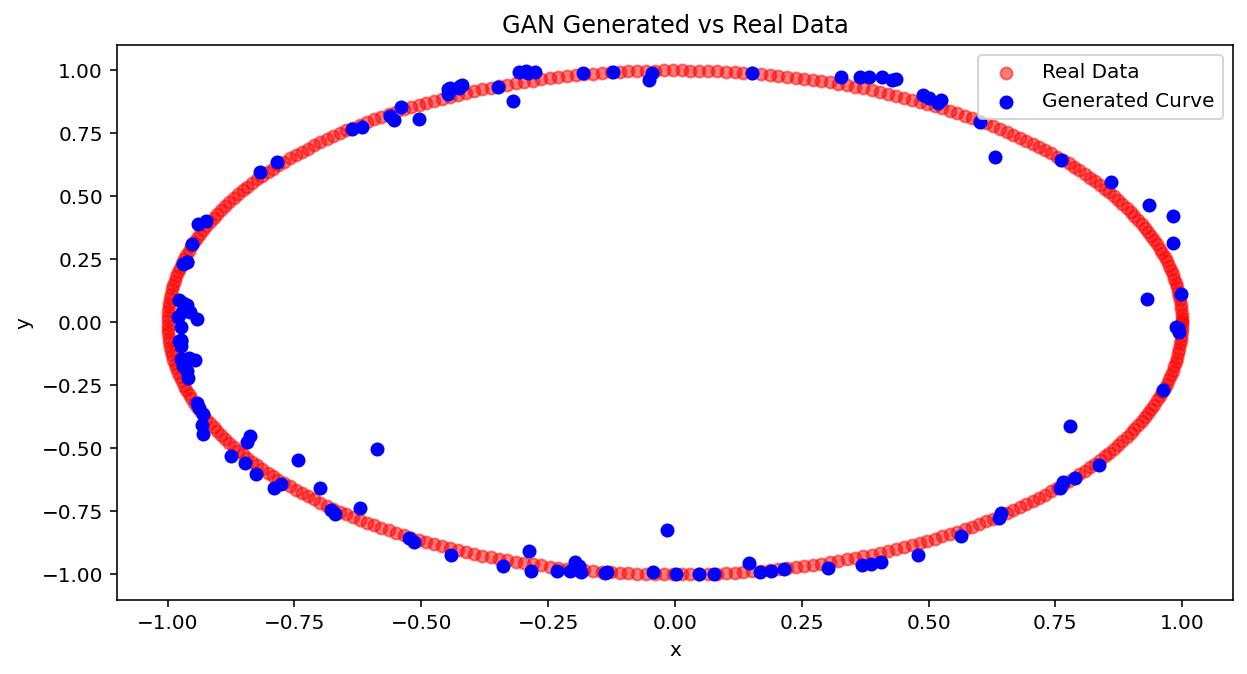 GAN Generated vs Real Data
Real Data
Generated Curve
1.00
0.75
0.50
0.25
0.00
−0.25
−0.50
−0.75
−1.00
y
−1.00 −0.75 −0.50 −0.25 0.00 0.25 0.50 0.75 1.00
x